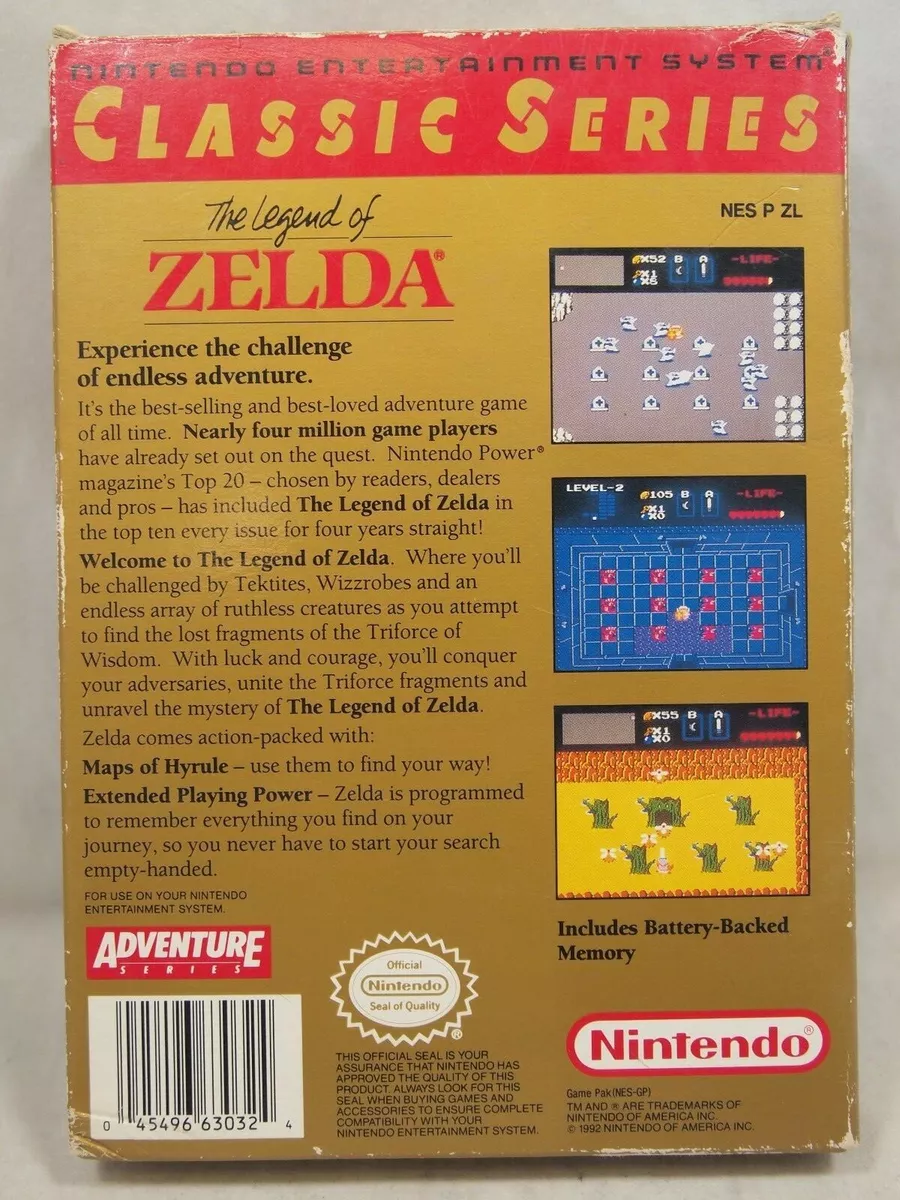 NINTENDO ENTERTAINMENT SYSTEM®
CLASSIC SERIES
The Legend of
ZELDA®
NES P ZL
Experience the challenge
of endless adventure.
It's the best-selling and best-loved adventure game
of all time. Nearly four million game players
have already set out on the quest. Nintendo Power®
magazine's Top 20 – chosen by readers, dealers
and pros – has included The Legend of Zelda in
the top ten every issue for four years straight!
Welcome to The Legend of Zelda. Where you'll
be challenged by Tektites, Wizzrobes and an
endless array of ruthless creatures as you attempt
to find the lost fragments of the Triforce of
Wisdom. With luck and courage, you'll conquer
your adversaries, unite the Triforce fragments and
unravel the mystery of The Legend of Zelda.
Zelda comes action-packed with:
Maps of Hyrule – use them to find your way!
Extended Playing Power – Zelda is programmed
to remember everything you find on your
journey, so you never have to start your search
empty-handed.
FOR USE ON YOUR NINTENDO
ENTERTAINMENT SYSTEM.
ADVENTURE
SERIES
0 45496 63032 4
Official
Nintendo
Seal of Quality
®
THIS OFFICIAL SEAL IS YOUR
ASSURANCE THAT NINTENDO HAS
APPROVED THE QUALITY OF THIS
PRODUCT. ALWAYS LOOK FOR THIS
SEAL WHEN BUYING GAMES AND
ACCESSORIES TO ENSURE COMPLETE
COMPATIBILITY WITH YOUR
NINTENDO ENTERTAINMENT SYSTEM.
X52 B A -LIFE-
X1
X6
LEVEL-2
105 B A -LIFE-
X1
X0
X55 B A -LIFE-
X1
X0
Includes Battery-Backed
Memory
Nintendo®
Game Pak (NES-GP)
TM AND ® ARE TRADEMARKS OF
NINTENDO OF AMERICA INC.
© 1992 NINTENDO OF AMERICA INC.